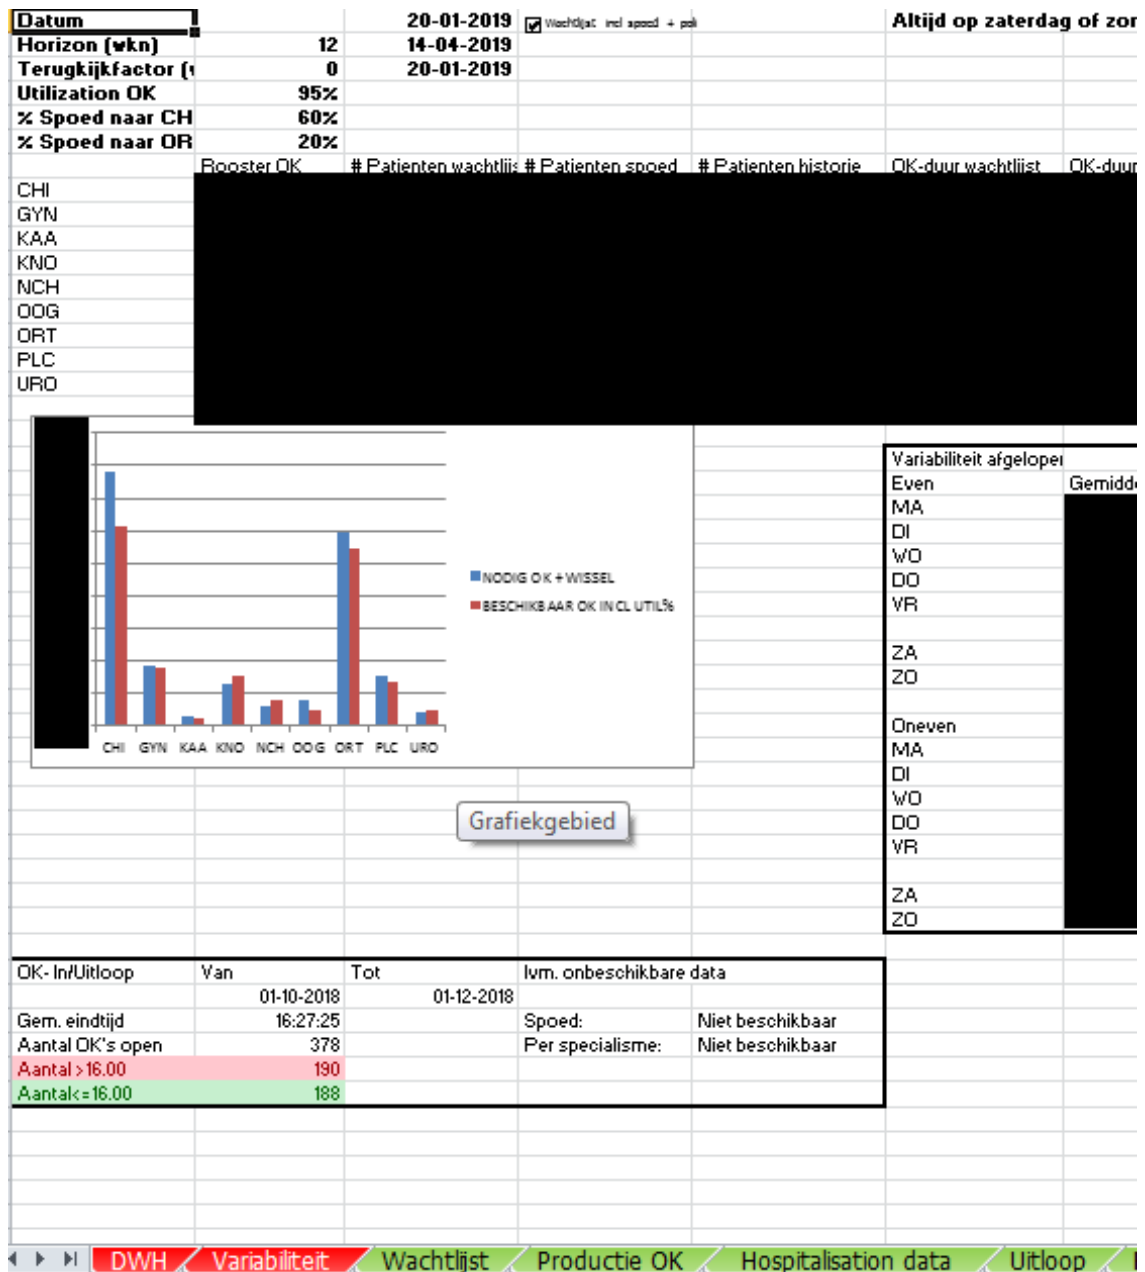 Datum 20-01-2019 Wachtlijst incl spoed + poli Altijd op zaterdag of zor
Horizon (wkn) 12 14-04-2019
Terugkijkfactor (w 0 20-01-2019
Utilization OK 95%
% Spoed naar CH 60%
% Spoed naar OR 20%
Rooster OK # Patienten wachtlijs # Patienten spoed # Patienten historie OK-duur wachtlijst OK-duur
CHI
GYN
KAA
KNO
NCH
OOG
ORT
PLC
URO
NODIG OK + WISSEL
BESCHIKBAAR OK INCL UTIL%
CHI GYN KAA KNO NCH OOG ORT PLC URO
Grafiekgebied
Variabiliteit afgeloper
Even Gemidde
MA
DI
WO
DO
VR
ZA
ZO
Oneven
MA
DI
WO
DO
VR
ZA
ZO
OK- In/Uitloop Van Tot Ivm. onbeschikbare data
01-10-2018 01-12-2018
Gem. eindtijd 16:27:25 Spoed: Niet beschikbaar
Aantal OK's open 378 Per specialisme: Niet beschikbaar
Aantal >16.00 190
Aantal<=16.00 188
DWH Variabiliteit Wachtlijst Productie OK Hospitalisation data Uitloop